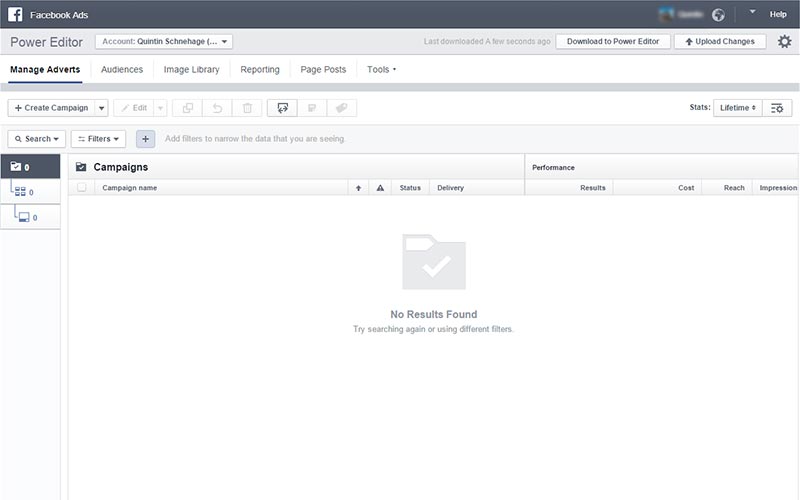 Facebook Ads
Help
Power Editor
Account: Quintin Schnehage (...
Last downloaded A few seconds ago
Download to Power Editor
Upload Changes
Manage Adverts
Audiences
Image Library
Reporting
Page Posts
Tools
+ Create Campaign
Edit
Stats:
Lifetime
Search
Filters
+
Add filters to narrow the data that you are seeing.
0
0
0
Campaigns
Performance
Campaign name
Status
Delivery
Results
Cost
Reach
Impression
No Results Found
Try searching again or using different filters.